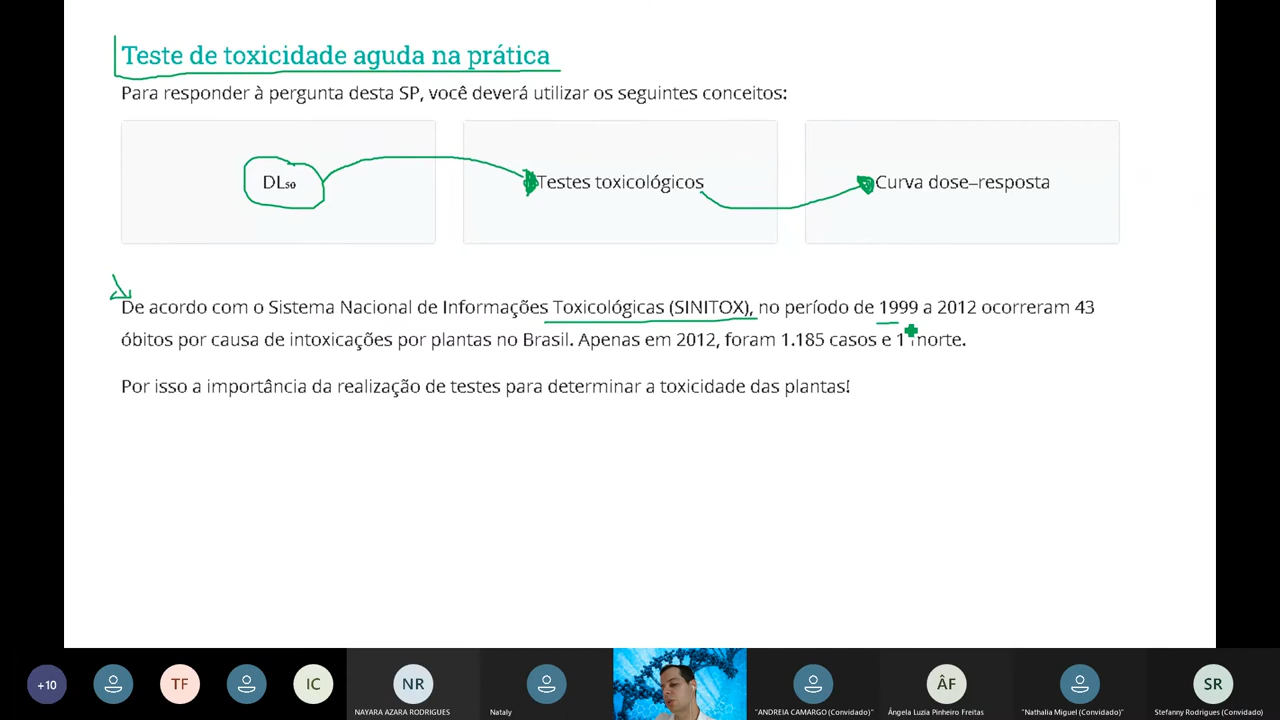 Teste de toxicidade aguda na prática
Para responder à pergunta desta SP, você deverá utilizar os seguintes conceitos:
DL₅₀
Testes toxicológicos
Curva dose–resposta
De acordo com o Sistema Nacional de Informações Toxicológicas (SINITOX), no período de 1999 a 2012 ocorreram 43
óbitos por causa de intoxicações por plantas no Brasil. Apenas em 2012, foram 1.185 casos e 1 morte.
Por isso a importância da realização de testes para determinar a toxicidade das plantas!
+10
TF
IC
NR
NAYARA AZARA RODRIGUES
Nataly
"ANDREIA CAMARGO (Convidado)"
ÂF
Ângela Luzia Pinheiro Freitas
"Nathalia Miguel (Convidado)"
SR
Stefanny Rodrigues (Convidado)